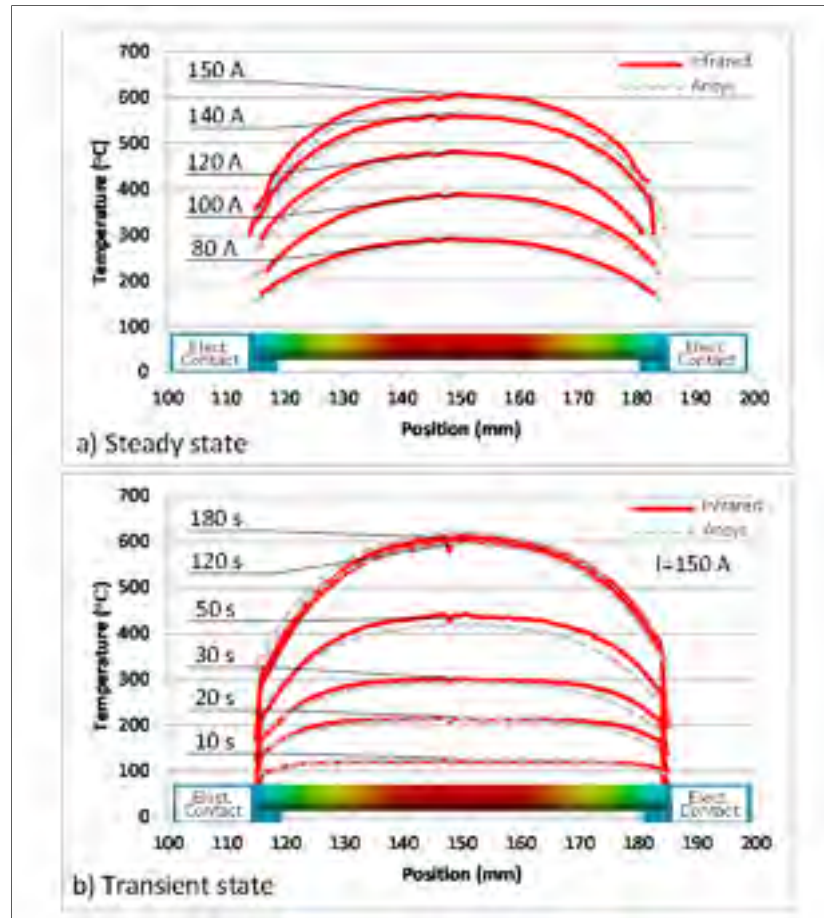 700
600
500
400
300
200
100
0
Temperature (°C)
150 A
140 A
120 A
100 A
80 A
Infrared
Ansys
Elect.
Contact
Elect.
Contact
100 110 120 130 140 150 160 170 180 190 200
Position (mm)
a) Steady state
700
600
500
400
300
200
100
0
Temperature (°C)
180 s
120 s
50 s
30 s
20 s
10 s
Infrared
Ansys
I=150 A
Elect.
Contact
Elect.
Contact
100 110 120 130 140 150 160 170 180 190 200
Position (mm)
b) Transient state